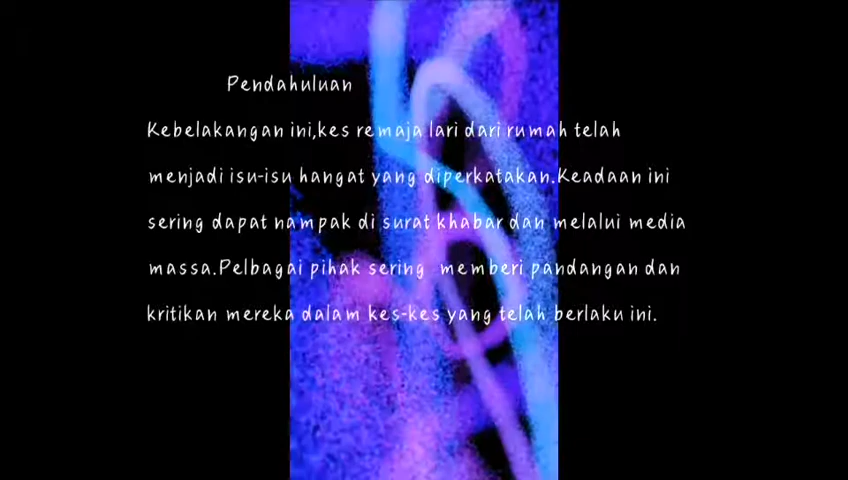 Pendahuluan
Kebelakangan ini,kes remaja lari dari rumah telah
menjadi isu-isu hangat yang diperkatakan.Keadaan ini
sering dapat nampak di surat khabar dan melalui media
massa.Pelbagai pihak sering memberi pandangan dan
kritikan mereka dalam kes-kes yang telah berlaku ini.